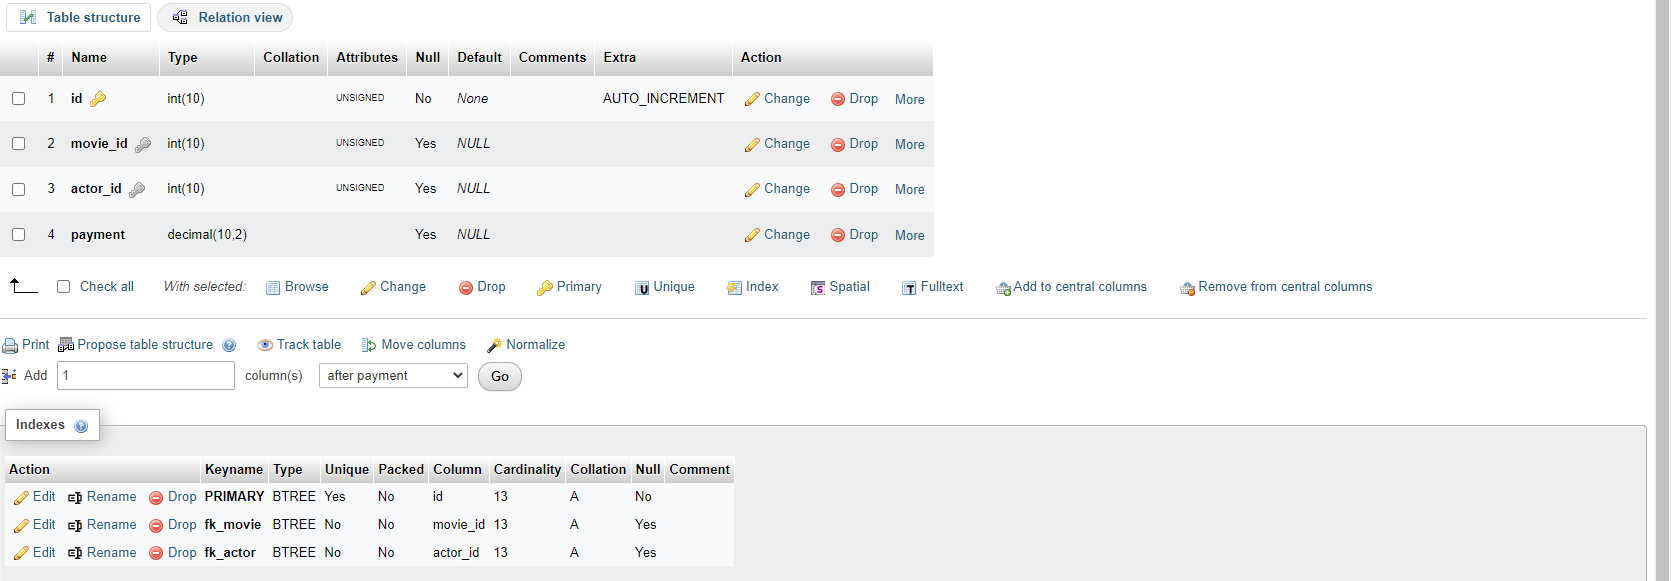 Table structure Relation view
# Name Type Collation Attributes Null Default Comments Extra Action
1 id int(10) UNSIGNED No None AUTO_INCREMENT Change Drop More
2 movie_id int(10) UNSIGNED Yes NULL Change Drop More
3 actor_id int(10) UNSIGNED Yes NULL Change Drop More
4 payment decimal(10,2) Yes NULL Change Drop More
Check all With selected: Browse Change Drop Primary Unique Index Spatial Fulltext Add to central columns Remove from central columns
Print Propose table structure Track table Move columns Normalize
Add 1 column(s) after payment Go
Indexes
Action Keyname Type Unique Packed Column Cardinality Collation Null Comment
Edit Rename Drop PRIMARY BTREE Yes No id 13 A No
Edit Rename Drop fk_movie BTREE No No movie_id 13 A Yes
Edit Rename Drop fk_actor BTREE No No actor_id 13 A Yes